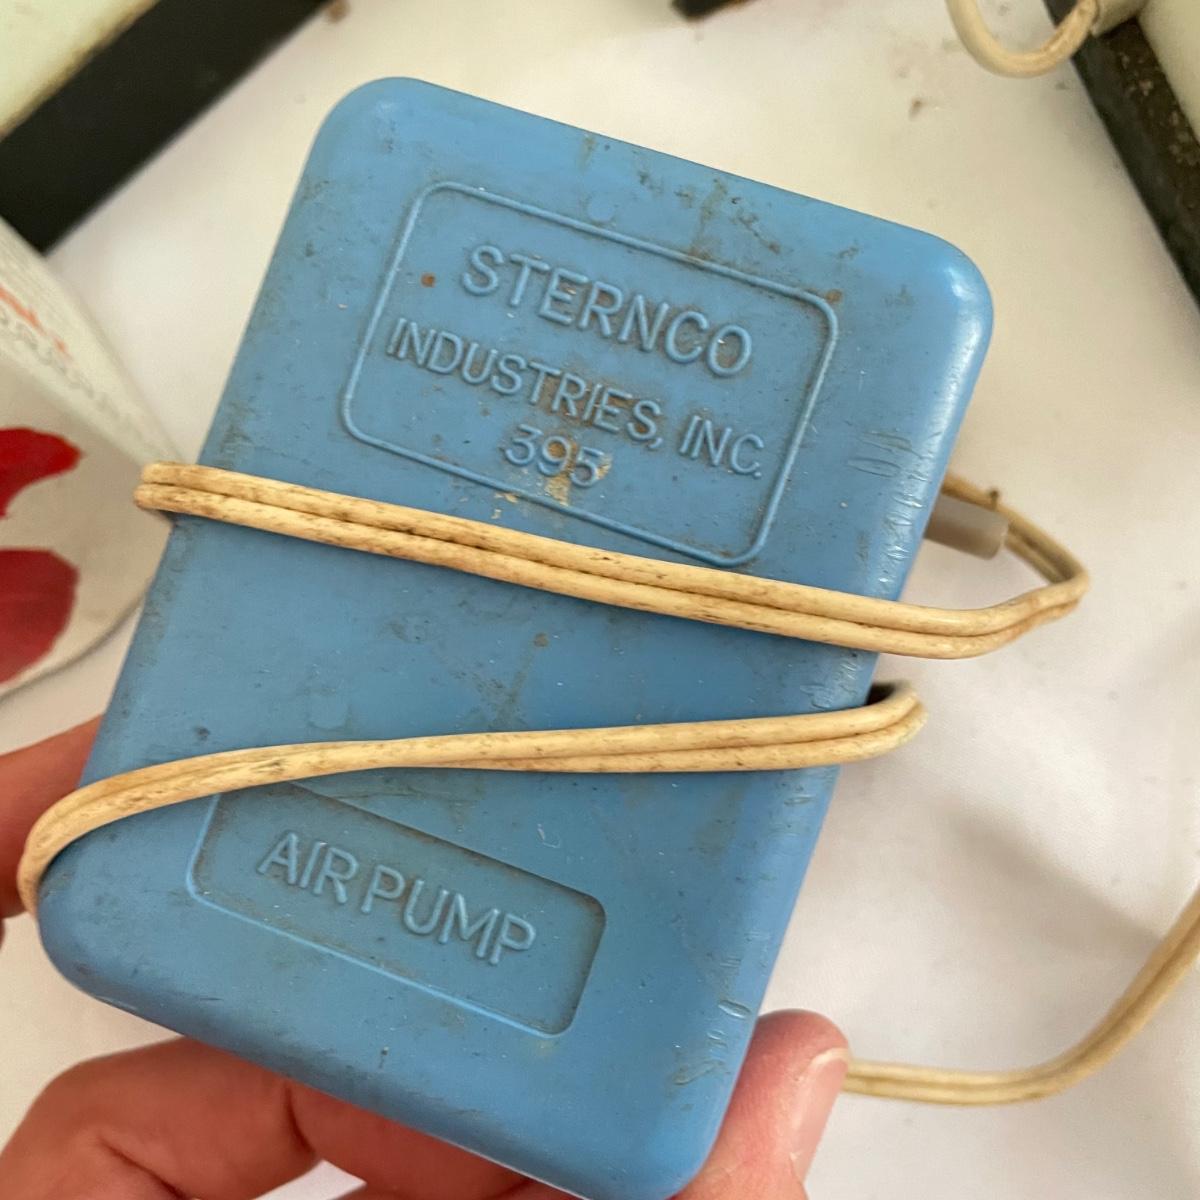 STERNCO
INDUSTRIES, INC.
395
AIR PUMP